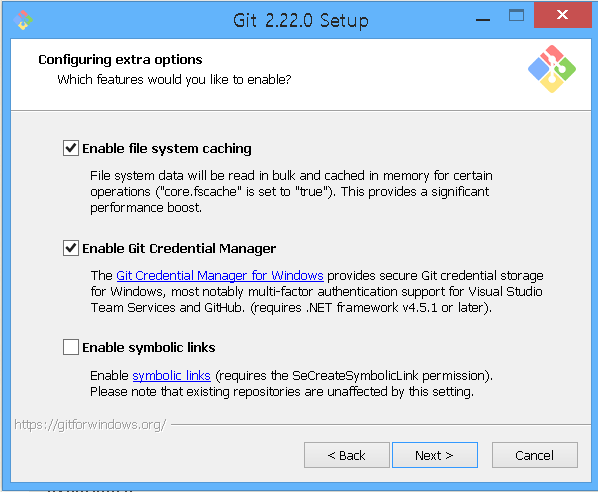 Git 2.22.0 Setup
Configuring extra options
Which features would you like to enable?
Enable file system caching
File system data will be read in bulk and cached in memory for certain
operations ("core.fscache" is set to "true"). This provides a significant
performance boost.
Enable Git Credential Manager
The Git Credential Manager for Windows provides secure Git credential storage
for Windows, most notably multi-factor authentication support for Visual Studio
Team Services and GitHub. (requires .NET framework v4.5.1 or later).
Enable symbolic links
Enable symbolic links (requires the SeCreateSymbolicLink permission).
Please note that existing repositories are unaffected by this setting.
https://gitforwindows.org/
< Back Next > Cancel